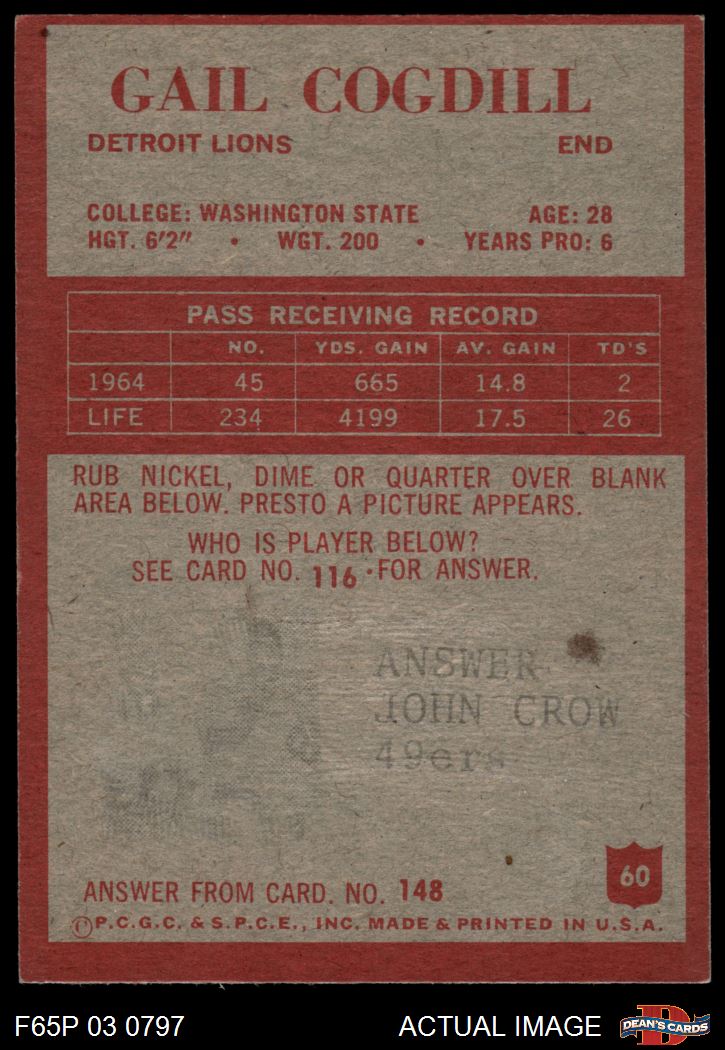 GAIL COGDILL
DETROIT LIONS END
COLLEGE: WASHINGTON STATE AGE: 28
HGT. 6'2" • WGT. 200 • YEARS PRO: 6
PASS RECEIVING RECORD
NO. YDS. GAIN AV. GAIN TD'S
1964 45 665 14.8 2
LIFE 234 4199 17.5 26
RUB NICKEL, DIME OR QUARTER OVER BLANK
AREA BELOW. PRESTO A PICTURE APPEARS.
WHO IS PLAYER BELOW?
SEE CARD NO. 116 FOR ANSWER.
ANSWER
JOHN CROW
49ers
60
ANSWER FROM CARD. NO. 148
©P.C.G.C. & S.P.C.E., INC. MADE & PRINTED IN U.S.A.
F65P 03 0797 ACTUAL IMAGE DEAN'S CARDS